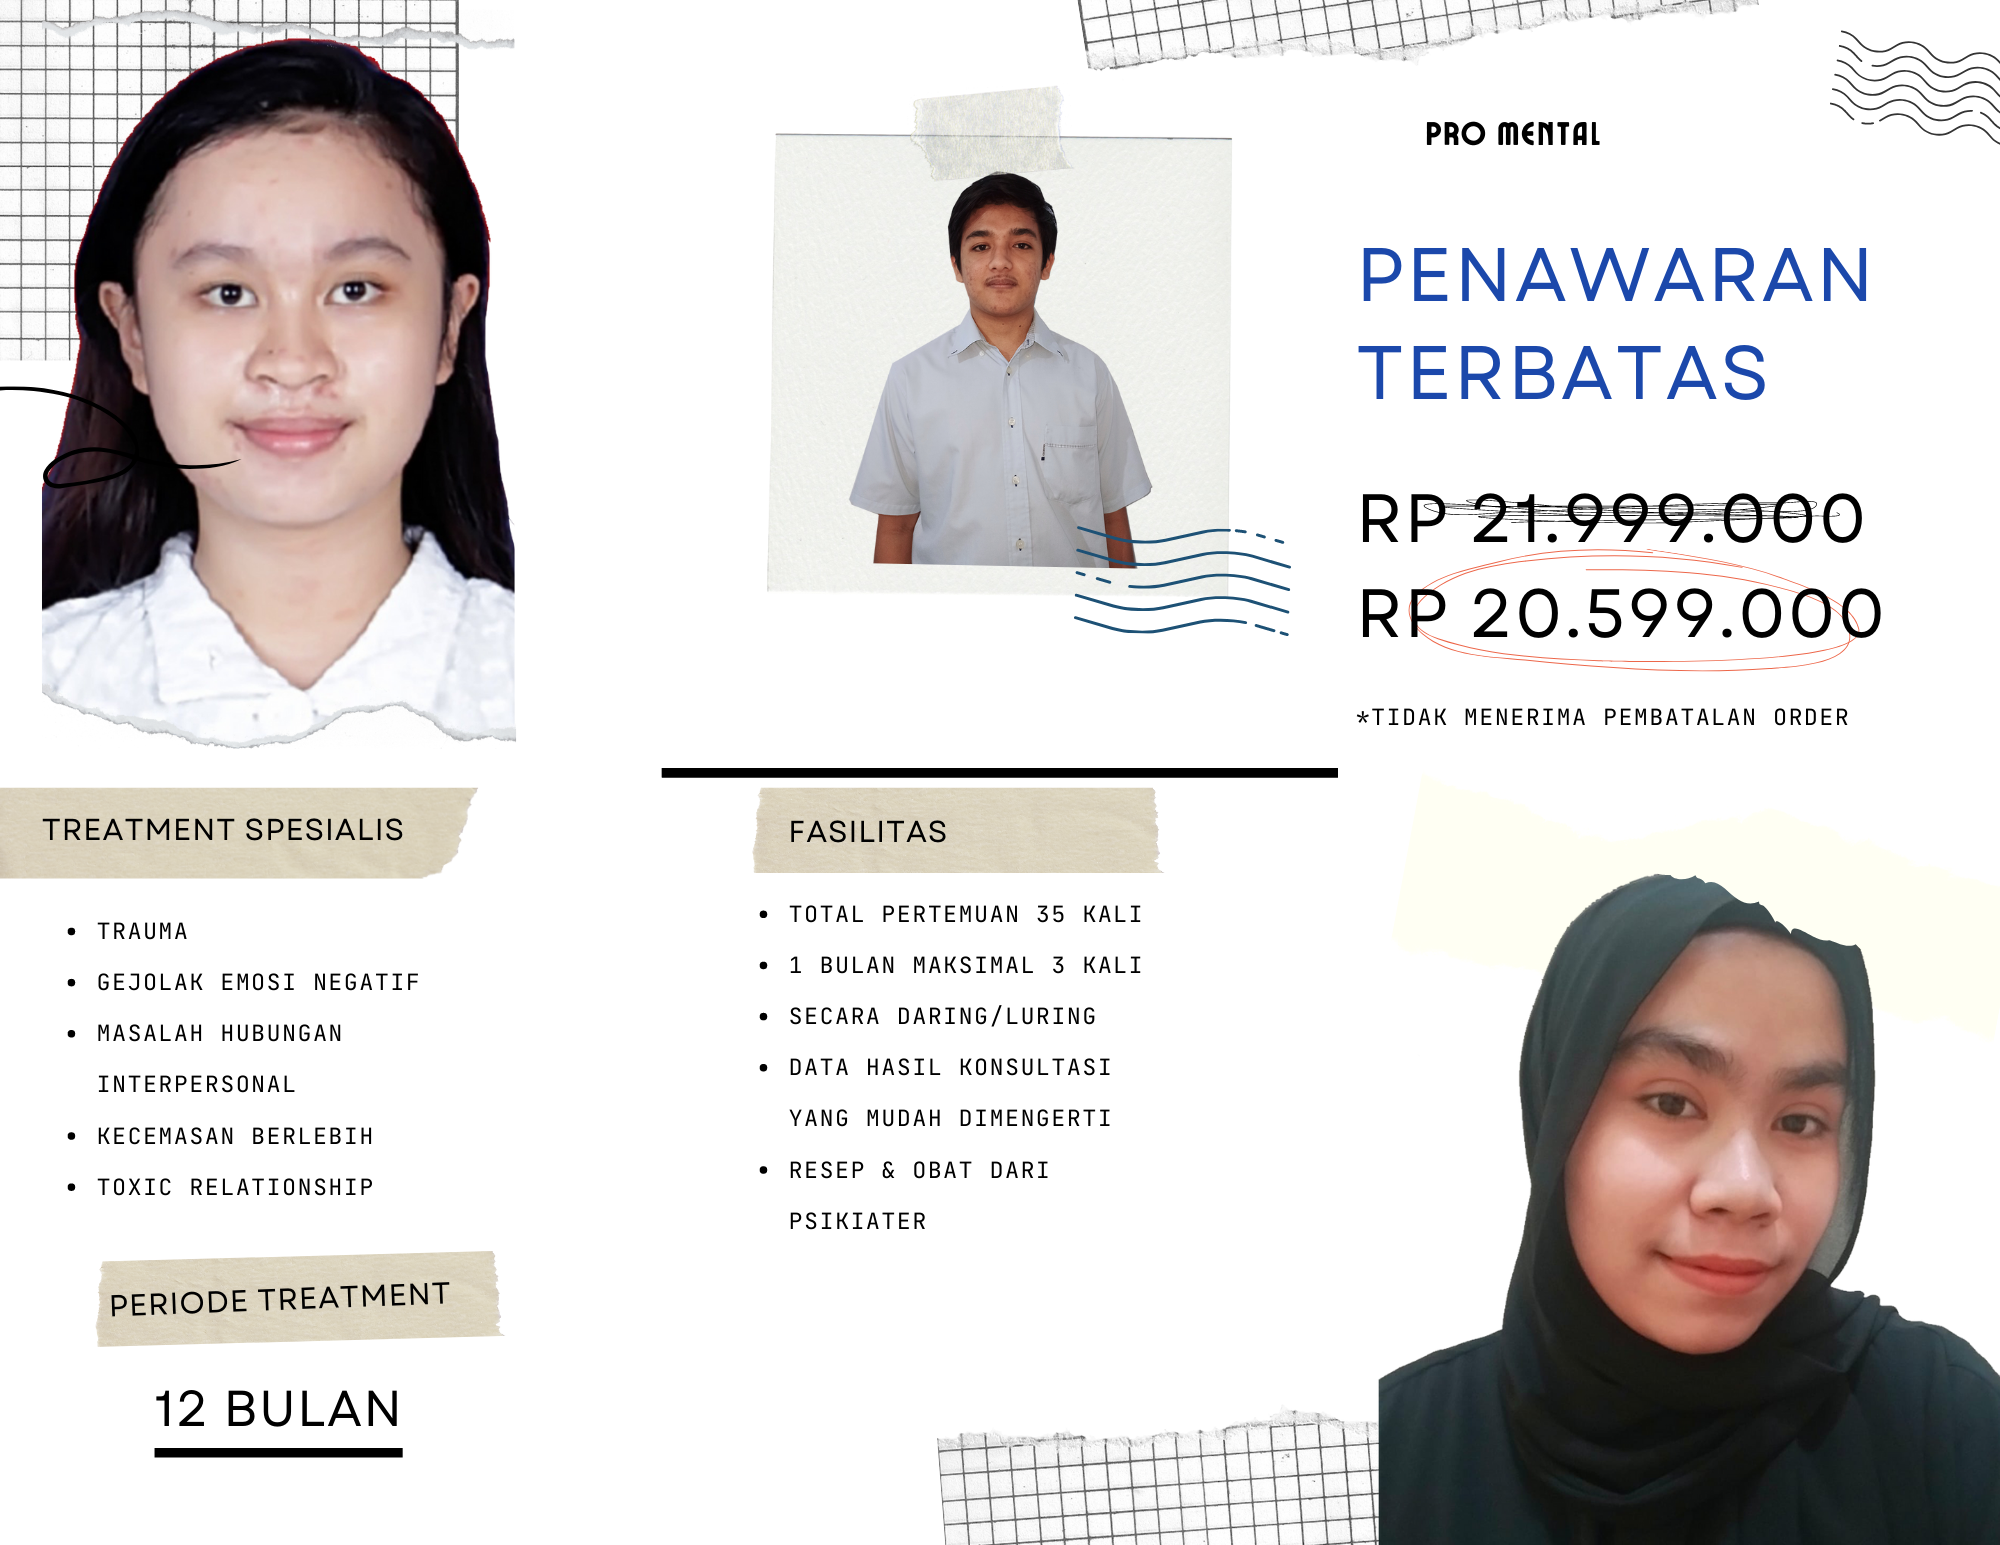 PRO MENTAL
PENAWARAN
TERBATAS
RP 21.999.000
RP 20.599.000
*TIDAK MENERIMA PEMBATALAN ORDER
TREATMENT SPESIALIS
TRAUMA
GEJOLAK EMOSI NEGATIF
MASALAH HUBUNGAN
INTERPERSONAL
KECEMASAN BERLEBIH
TOXIC RELATIONSHIP
PERIODE TREATMENT
12 BULAN
FASILITAS
TOTAL PERTEMUAN 35 KALI
1 BULAN MAKSIMAL 3 KALI
SECARA DARING/LURING
DATA HASIL KONSULTASI
YANG MUDAH DIMENGERTI
RESEP & OBAT DARI
PSIKIATER